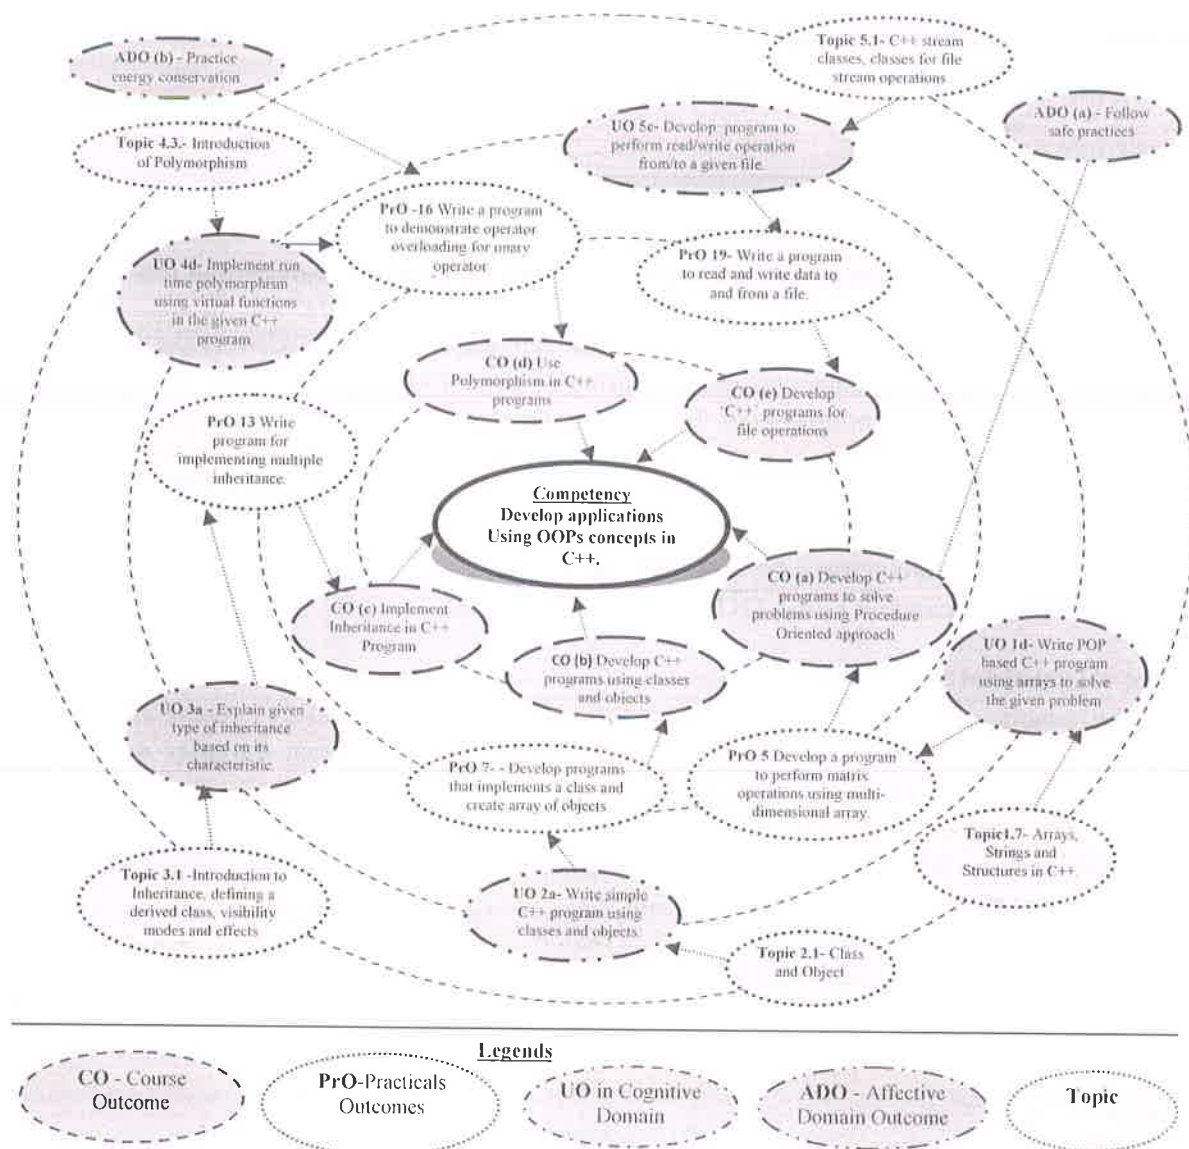 ADO (b) - Practice
energy conservation
Topic 5.1- C++ stream
classes, classes for file
stream operations
ADO (a) - Follow
safe practices
Topic 4.3.- Introduction
of Polymorphism
UO 5c- Develop program to
perform read/write operation
from/to a given file.
PrO -16 Write a program
to demonstrate operator
overloading for unary
operator
PrO 19- Write a program
to read and write data to
and from a file.
UO 4d- Implement run
time polymorphism
using virtual functions
in the given C++
program
CO (d) Use
Polymorphism in C++
programs
CO (e) Develop
'C++' programs for
file operations
PrO 13 Write
program for
implementing multiple
inheritance.
Competency
Develop applications
Using OOPs concepts in
C++.
CO (c) Implement
Inheritance in C++
Program
CO (a) Develop C++
programs to solve
problems using Procedure
Oriented approach
CO (b) Develop C++
programs using classes
and objects
UO 1d- Write POP
based C++ program
using arrays to solve
the given problem
UO 3a - Explain given
type of inheritance
based on its
characteristic.
PrO 7- - Develop programs
that implements a class and
create array of objects
PrO 5 Develop a program
to perform matrix
operations using multi-
dimensional array.
Topic1.7- Arrays,
Strings and
Structures in C++.
Topic 3.1 -Introduction to
Inheritance, defining a
derived class, visibility
modes and effects
UO 2a- Write simple
C++ program using
classes and objects.
Topic 2.1- Class
and Object
Legends
CO - Course
Outcome
PrO-Practicals
Outcomes
UO in Cognitive
Domain
ADO - Affective
Domain Outcome
Topic